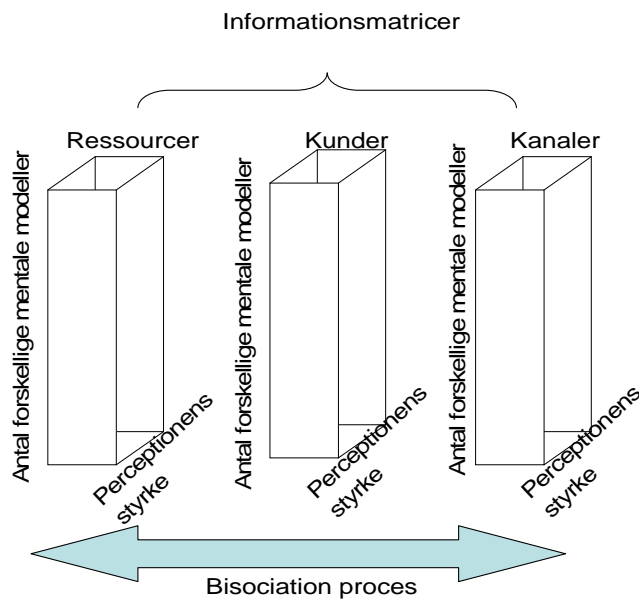 Informationsmatricer
Ressourcer
Kunder
Kanaler
Antal forskellige mentale modeller
Perceptionens
styrke
Antal forskellige mentale modeller
Perceptionens
styrke
Antal forskellige mentale modeller
Perceptionens
styrke
Bisociation proces